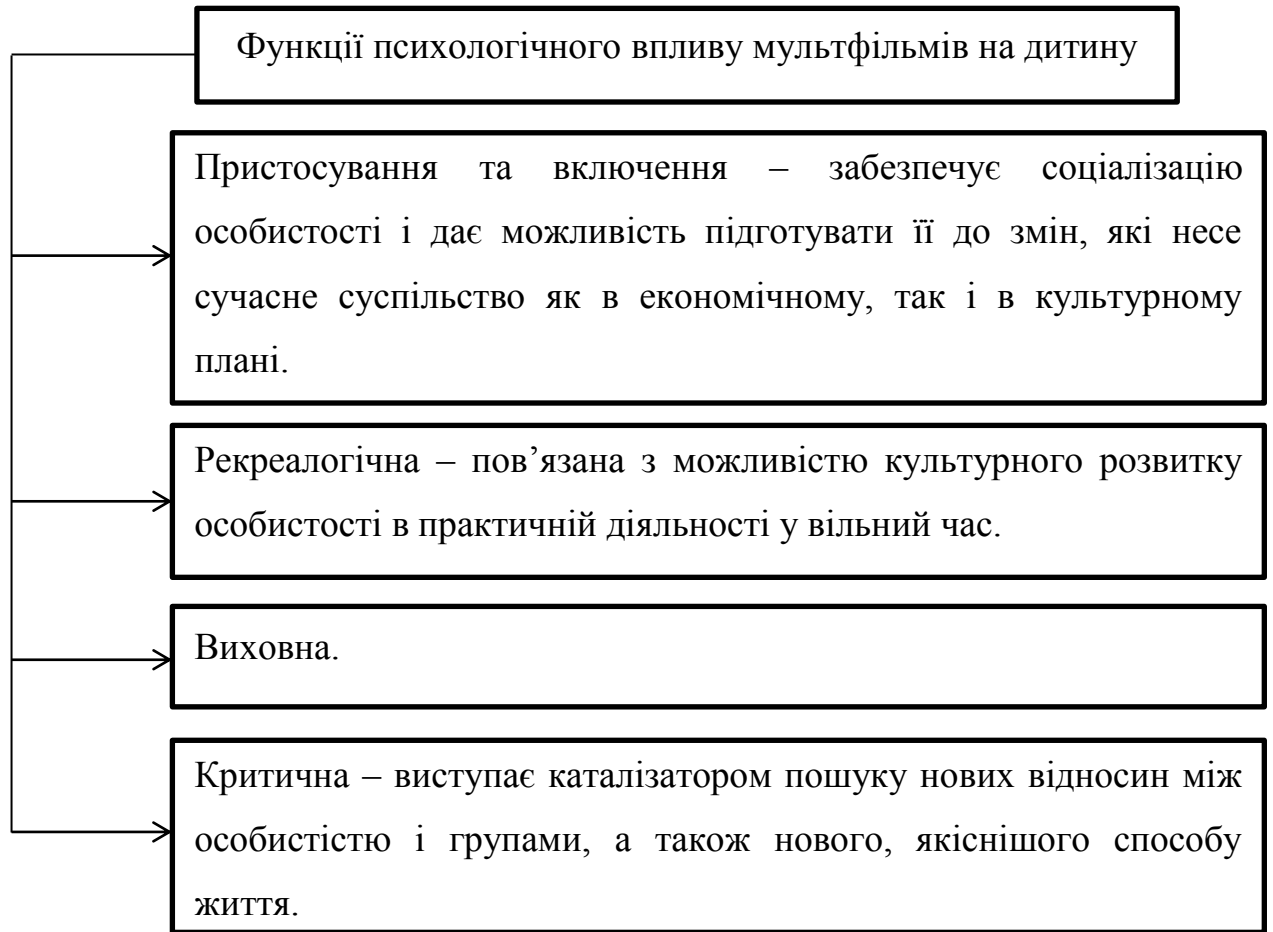 Функції психологічного впливу мультфільмів на дитину
Пристосування та включення – забезпечує соціалізацію
особистості і дає можливість підготувати її до змін, які несе
сучасне суспільство як в економічному, так і в культурному
плані.
Рекреалогічна – пов’язана з можливістю культурного розвитку
особистості в практичній діяльності у вільний час.
Виховна.
Критична – виступає каталізатором пошуку нових відносин між
особистістю і групами, а також нового, якіснішого способу
життя.